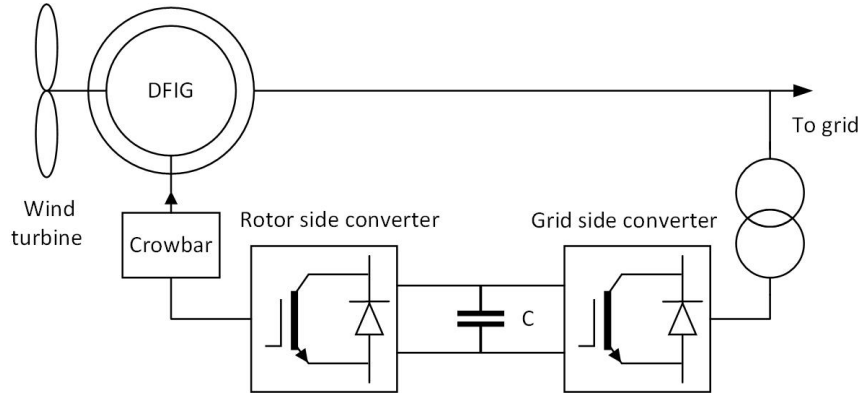 DFIG
To grid
Wind
turbine
Crowbar
Rotor side converter
Grid side converter
C